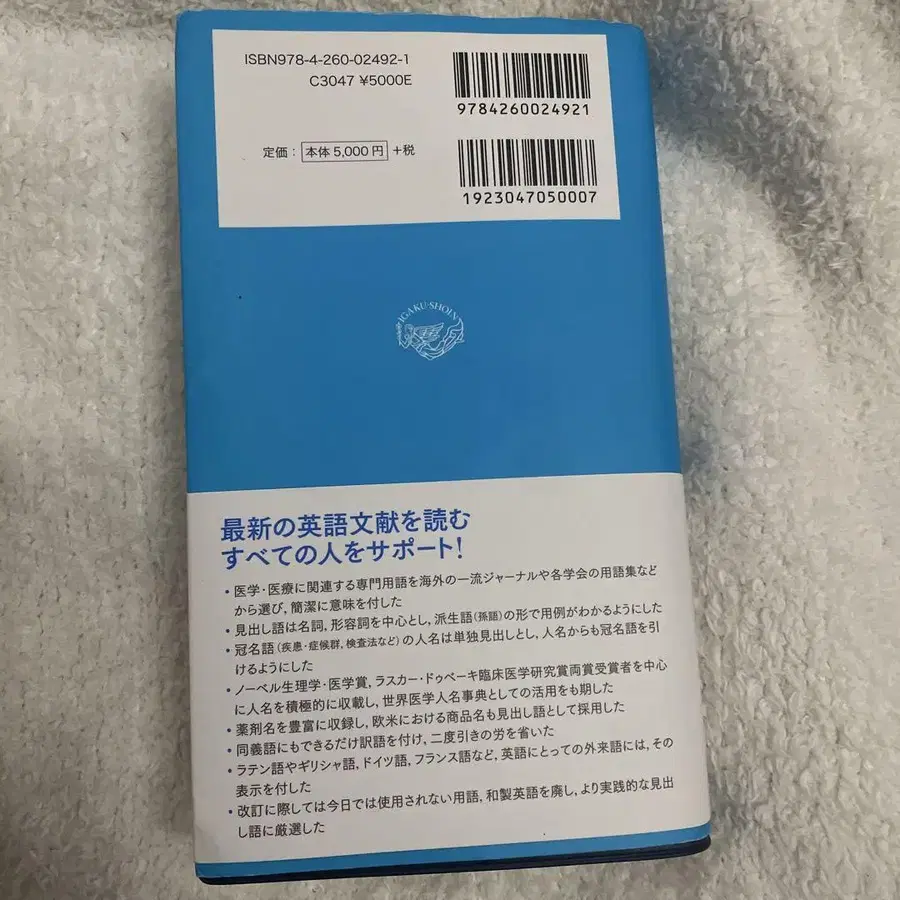 ISBN978-4-260-02492-1
C3047 ¥5000E
9784260024921
定価：本体5,000円 +税
1923047050007
IGAKU-SHOIN
最新の英語文献を読む
すべての人をサポート！
・医学・医療に関連する専門用語を海外の一流ジャーナルや各学会の用語集など
から選び，簡潔に意味を付した
・見出し語は名詞，形容詞を中心とし，派生語（孫語）の形で用例がわかるようにした
・冠名語（疾患・症候群，検査法など）の人名は単独見出しとし，人名からも冠名語を引
けるようにした
・ノーベル生理学・医学賞，ラスカー・ドゥベーキ臨床医学研究賞両賞受賞者を中心
に人名を積極的に収載し，世界医学人名事典としての活用をも期した
・薬剤名を豊富に収録し，欧米における商品名も見出し語として採用した
・同義語にもできるだけ訳語を付け，二度引きの労を省いた
・ラテン語やギリシャ語，ドイツ語，フランス語など，英語にとっての外来語には，その
表示を付した
・改訂に際しては今日では使用されない用語，和製英語を廃し，より実践的な見出
し語に厳選した